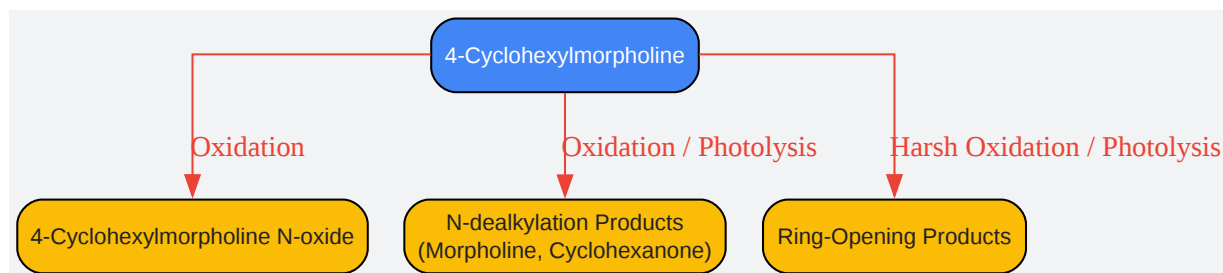 4-Cyclohexylmorpholine
Oxidation
Oxidation / Photolysis
Harsh Oxidation / Photolysis
4-Cyclohexylmorpholine N-oxide
N-dealkylation Products
(Morpholine, Cyclohexanone)
Ring-Opening Products